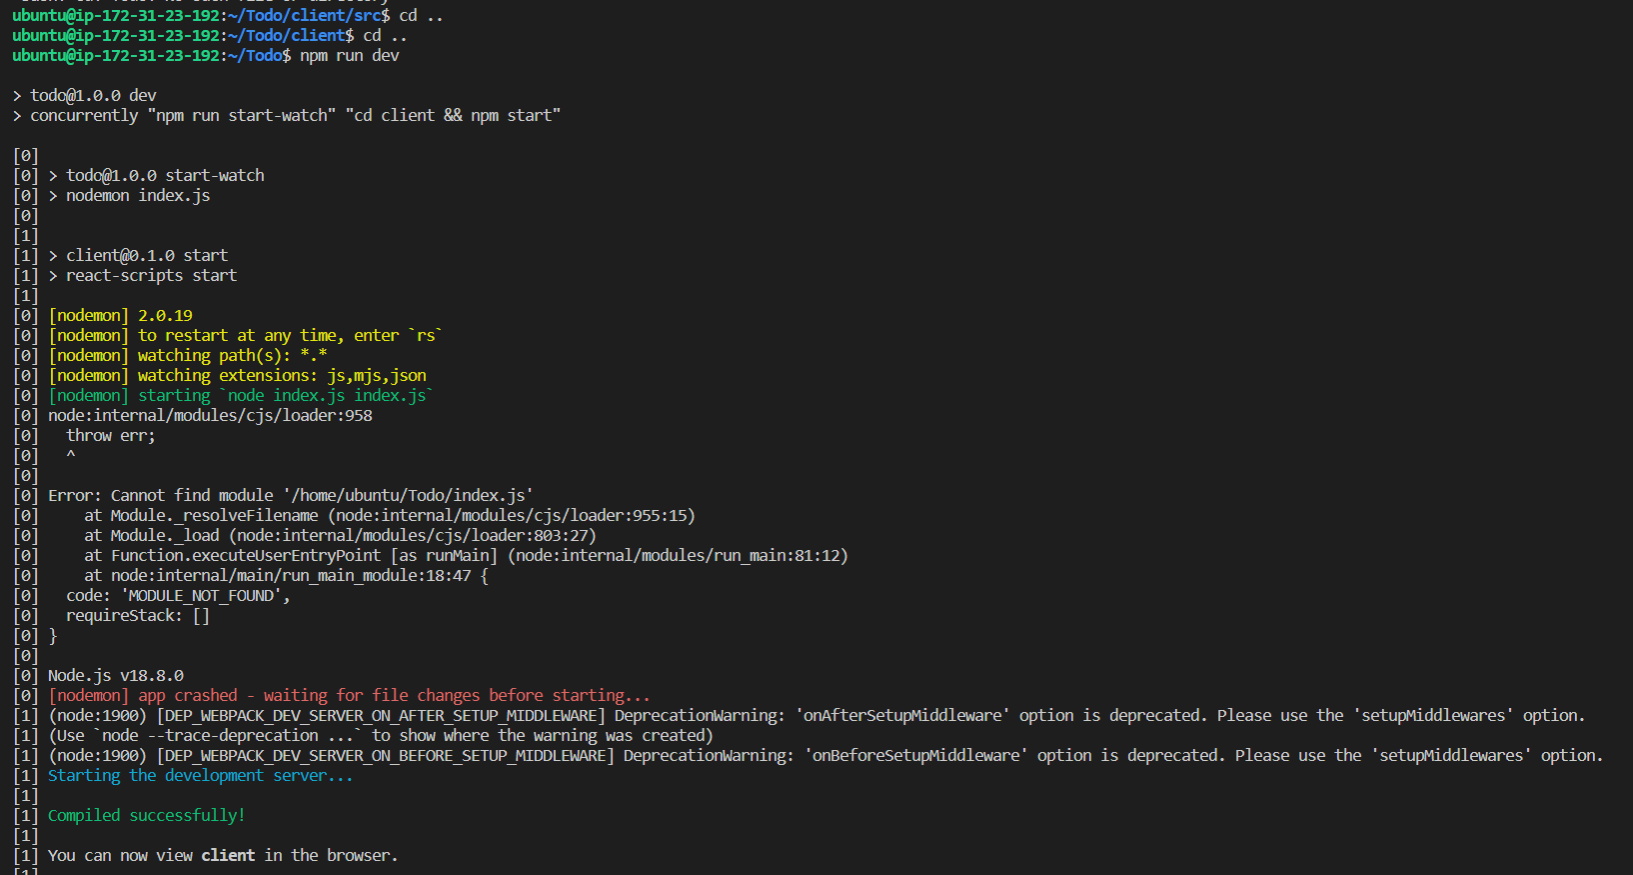 ubuntu@ip-172-31-23-192:~/Todo/client/src$ cd ..
ubuntu@ip-172-31-23-192:~/Todo/client$ cd ..
ubuntu@ip-172-31-23-192:~/Todo$ npm run dev

> todo@1.0.0 dev
> concurrently "npm run start-watch" "cd client && npm start"

[0]
[0] > todo@1.0.0 start-watch
[0] > nodemon index.js
[0]
[1]
[1] > client@0.1.0 start
[1] > react-scripts start
[1]
[0] [nodemon] 2.0.19
[0] [nodemon] to restart at any time, enter `rs`
[0] [nodemon] watching path(s): *.*
[0] [nodemon] watching extensions: js,mjs,json
[0] [nodemon] starting `node index.js index.js`
[0] node:internal/modules/cjs/loader:958
[0]   throw err;
[0]   ^
[0]
[0] Error: Cannot find module '/home/ubuntu/Todo/index.js'
[0]     at Module._resolveFilename (node:internal/modules/cjs/loader:955:15)
[0]     at Module._load (node:internal/modules/cjs/loader:803:27)
[0]     at Function.executeUserEntryPoint [as runMain] (node:internal/modules/run_main:81:12)
[0]     at node:internal/main/run_main_module:18:47 {
[0]   code: 'MODULE_NOT_FOUND',
[0]   requireStack: []
[0] }
[0]
[0] Node.js v18.8.0
[0] [nodemon] app crashed - waiting for file changes before starting...
[1] (node:1900) [DEP_WEBPACK_DEV_SERVER_ON_AFTER_SETUP_MIDDLEWARE] DeprecationWarning: 'onAfterSetupMiddleware' option is deprecated. Please use the 'setupMiddlewares' option.
[1] (Use `node --trace-deprecation ...` to show where the warning was created)
[1] (node:1900) [DEP_WEBPACK_DEV_SERVER_ON_BEFORE_SETUP_MIDDLEWARE] DeprecationWarning: 'onBeforeSetupMiddleware' option is deprecated. Please use the 'setupMiddlewares' option.
[1] Starting the development server...
[1]
[1] Compiled successfully!
[1]
[1] You can now view client in the browser.
[1]